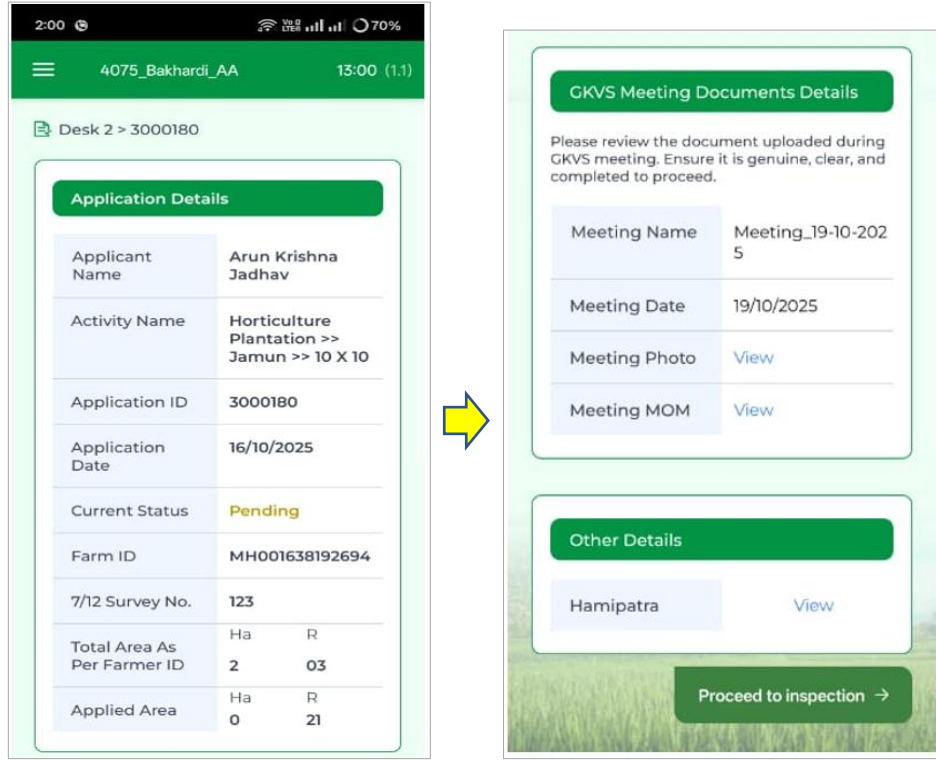 2:00 70%
4075_Bakhardi_AA 13:00 (1.1)
Desk 2 > 3000180
Application Details
Applicant Name Arun Krishna
Jadhav
Activity Name Horticulture
Plantation >>
Jamun >> 10 X 10
Application ID 3000180
Application Date 16/10/2025
Current Status Pending
Farm ID MH001638192694
7/12 Survey No. 123
Total Area As
Per Farmer ID
Ha R
2 03
Applied Area
Ha R
0 21
GKVS Meeting Documents Details
Please review the document uploaded during
GKVS meeting. Ensure it is genuine, clear, and
completed to proceed.
Meeting Name Meeting_19-10-202
5
Meeting Date 19/10/2025
Meeting Photo View
Meeting MOM View
Other Details
Hamipatra View
Proceed to inspection →